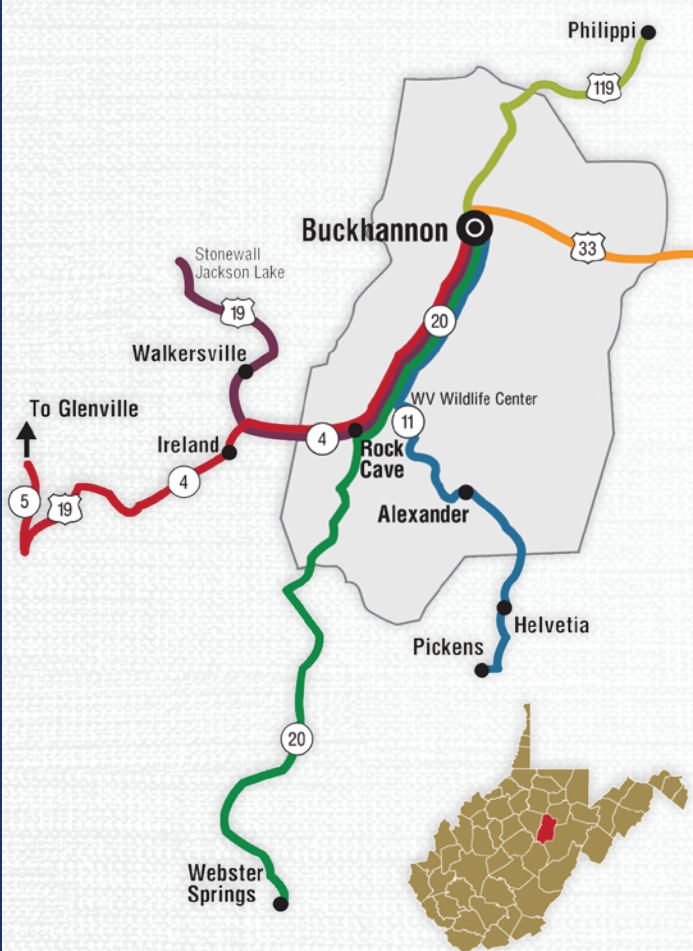 Philippi
119
Buckhannon
33
Stonewall
Jackson Lake
19
20
Walkersville
WV Wildlife Center
To Glenville
11
Ireland
4
Rock
Cave
4
5
19
Alexander
Helvetia
Pickens
20
Webster
Springs